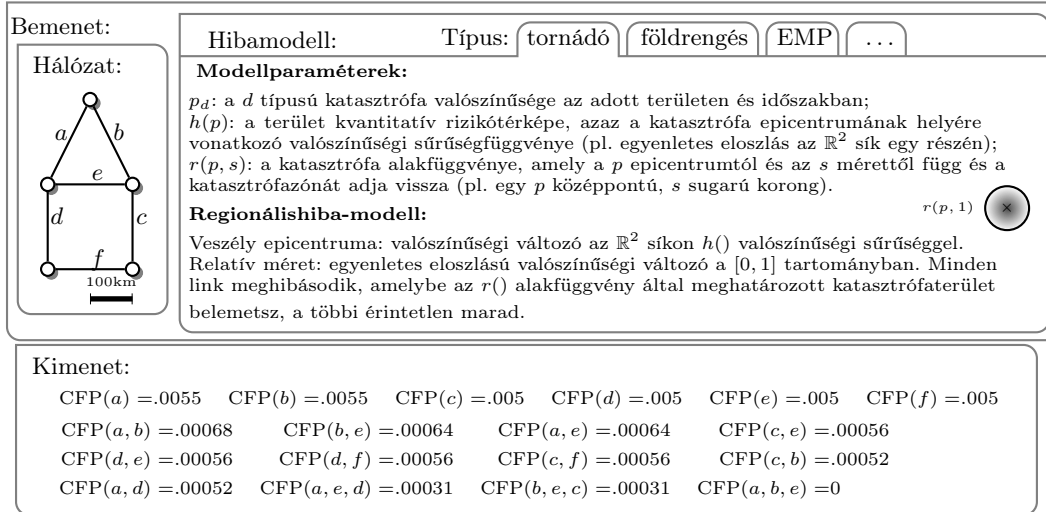 Bemenet:
Hálózat:
a b
e
d c
f
100km
Hibamodell: Típus: tornádó földrengés EMP ...
Modellparaméterek:
p_d: a d típusú katasztrófa valószínűsége az adott területen és időszakban;
h(p): a terület kvantitatív rizikótérképe, azaz a katasztrófa epicentrumának helyére
vonatkozó valószínűségi sűrűségfüggvénye (pl. egyenletes eloszlás az ℝ² sík egy részén);
r(p, s): a katasztrófa alakfüggvénye, amely a p epicentrumtól és az s mérettől függ és a
katasztrófazónát adja vissza (pl. egy p középpontú, s sugarú korong).
r(p, 1)
Regionálishiba-modell:
Veszély epicentruma: valószínűségi változó az ℝ² síkon h() valószínűségi sűrűséggel.
Relatív méret: egyenletes eloszlású valószínűségi változó a [0, 1] tartományban. Minden
link meghibásodik, amelybe az r() alakfüggvény által meghatározott katasztrófaterület
belemetsz, a többi érintetlen marad.
Kimenet:
CFP(a) =.0055 CFP(b) =.0055 CFP(c) =.005 CFP(d) =.005 CFP(e) =.005 CFP(f) =.005
CFP(a, b) =.00068 CFP(b, e) =.00064 CFP(a, e) =.00064 CFP(c, e) =.00056
CFP(d, e) =.00056 CFP(d, f) =.00056 CFP(c, f) =.00056 CFP(c, b) =.00052
CFP(a, d) =.00052 CFP(a, e, d) =.00031 CFP(b, e, c) =.00031 CFP(a, b, e) =0